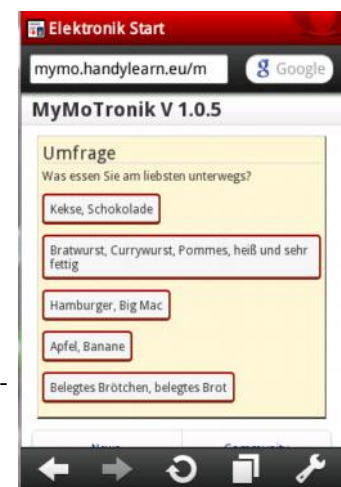 Elektronik Start
mymo.handylearn.eu/m
Google
MyMoTronik V 1.0.5
Umfrage
Was essen Sie am liebsten unterwegs?
Kekse, Schokolade
Bratwurst, Currywurst, Pommes, heiß und sehr
fettig
Hamburger, Big Mac
Apfel, Banane
Belegtes Brötchen, belegtes Brot